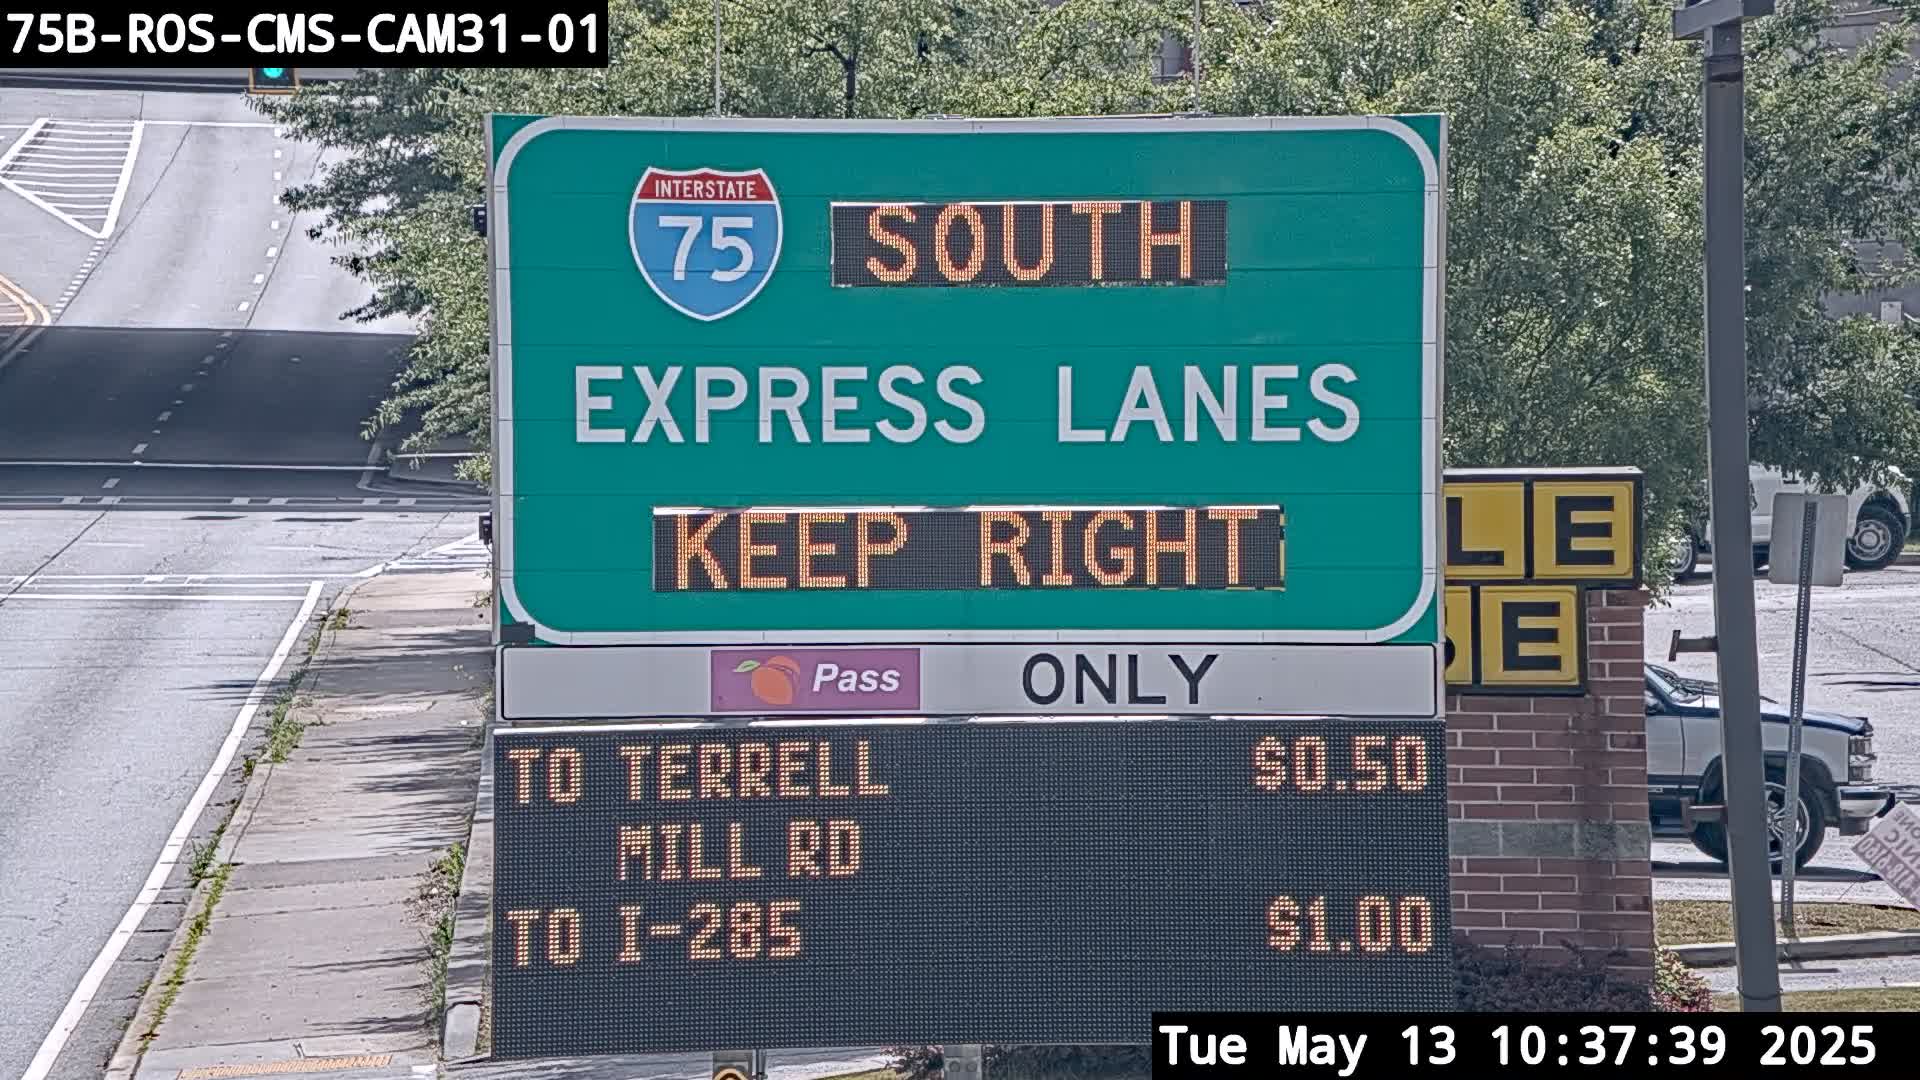 75B-ROS-CMS-CAM31-01
INTERSTATE
75
SOUTH
EXPRESS LANES
KEEP RIGHT
LE
E
Pass ONLY
TO TERRELL $0.50
MILL RD
TO I-285 $1.00
Tue May 13 10:37:39 2025